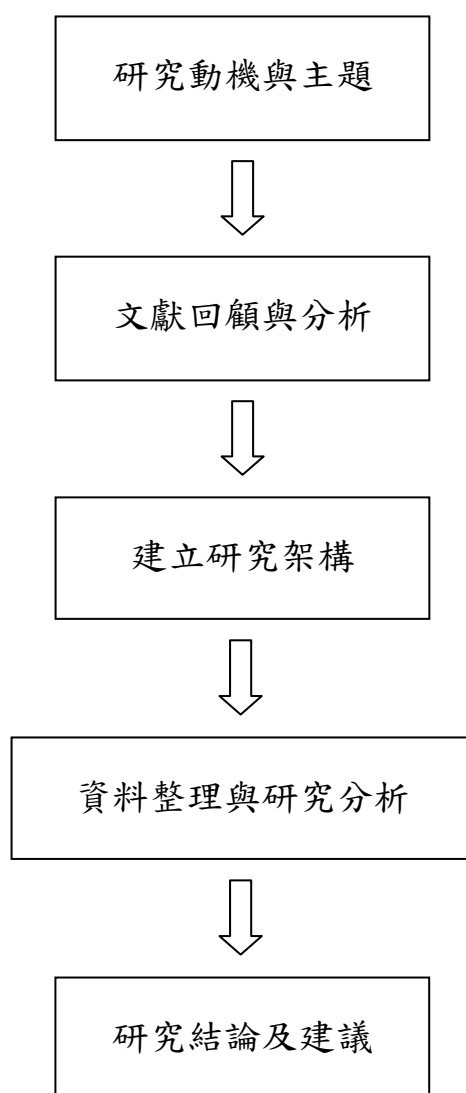 研究動機與主題
文獻回顧與分析
建立研究架構
資料整理與研究分析
研究結論及建議